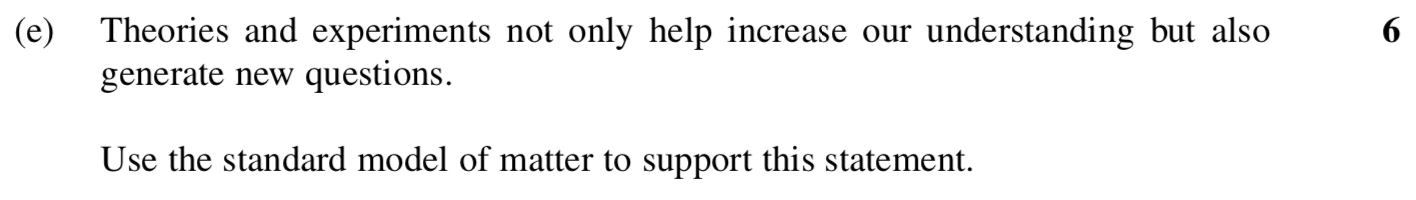 (e) Theories and experiments not only help increase our understanding but also 6
generate new questions.
Use the standard model of matter to support this statement.